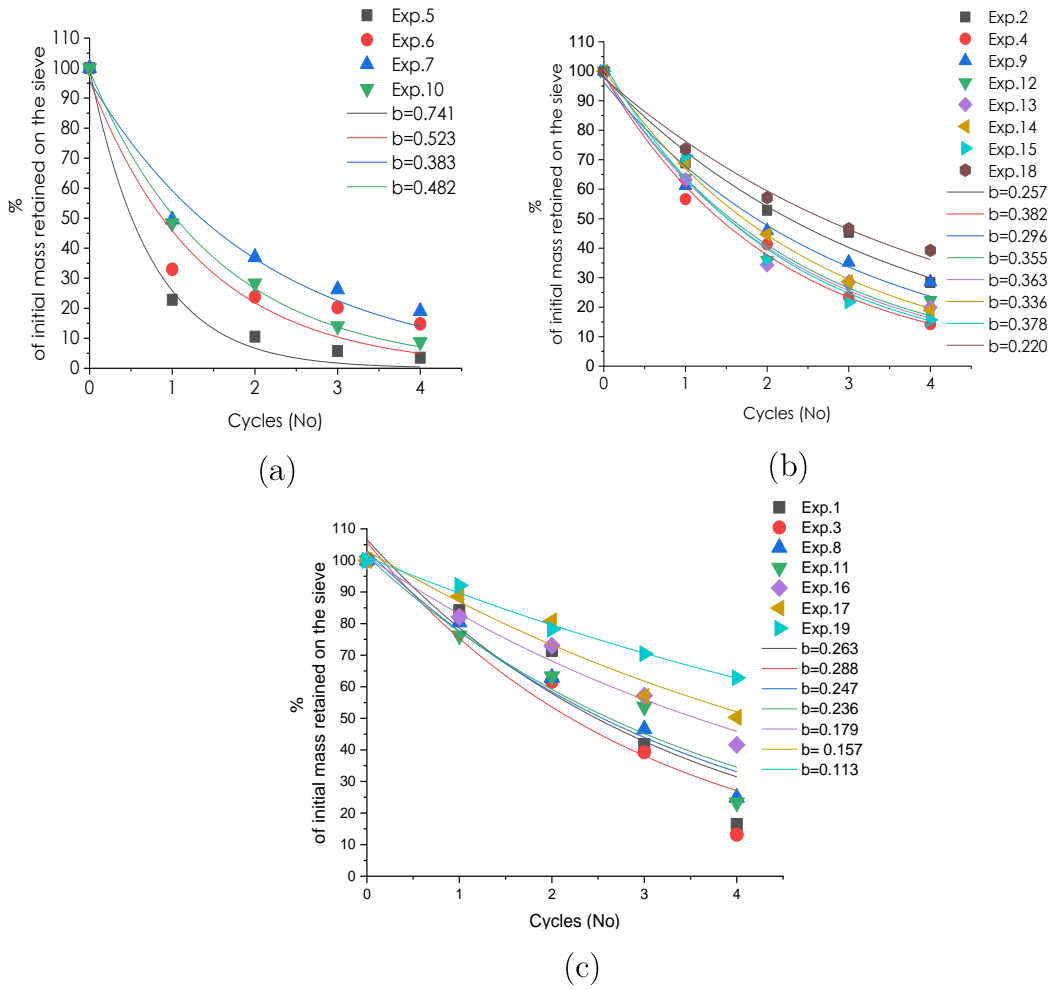 Exp.5
Exp.6
Exp.7
Exp.10
b=0.741
b=0.523
b=0.383
b=0.482
110
100
90
80
70
60
50
40
30
20
10
0
%
of initial mass retained on the sieve
0 1 2 3 4
Cycles (No)
(a)
Exp.2
Exp.4
Exp.9
Exp.12
Exp.13
Exp.14
Exp.15
Exp.18
b=0.257
b=0.382
b=0.296
b=0.355
b=0.363
b=0.336
b=0.378
b=0.220
110
100
90
80
70
60
50
40
30
20
10
0
%
of initial mass retained on the sieve
0 1 2 3 4
Cycles (No)
(b)
Exp.1
Exp.3
Exp.8
Exp.11
Exp.16
Exp.17
Exp.19
b=0.263
b=0.288
b=0.247
b=0.236
b=0.179
b= 0.157
b=0.113
110
100
90
80
70
60
50
40
30
20
10
0
%
of initial mass retained on the sieve
0 1 2 3 4
Cycles (No)
(c)